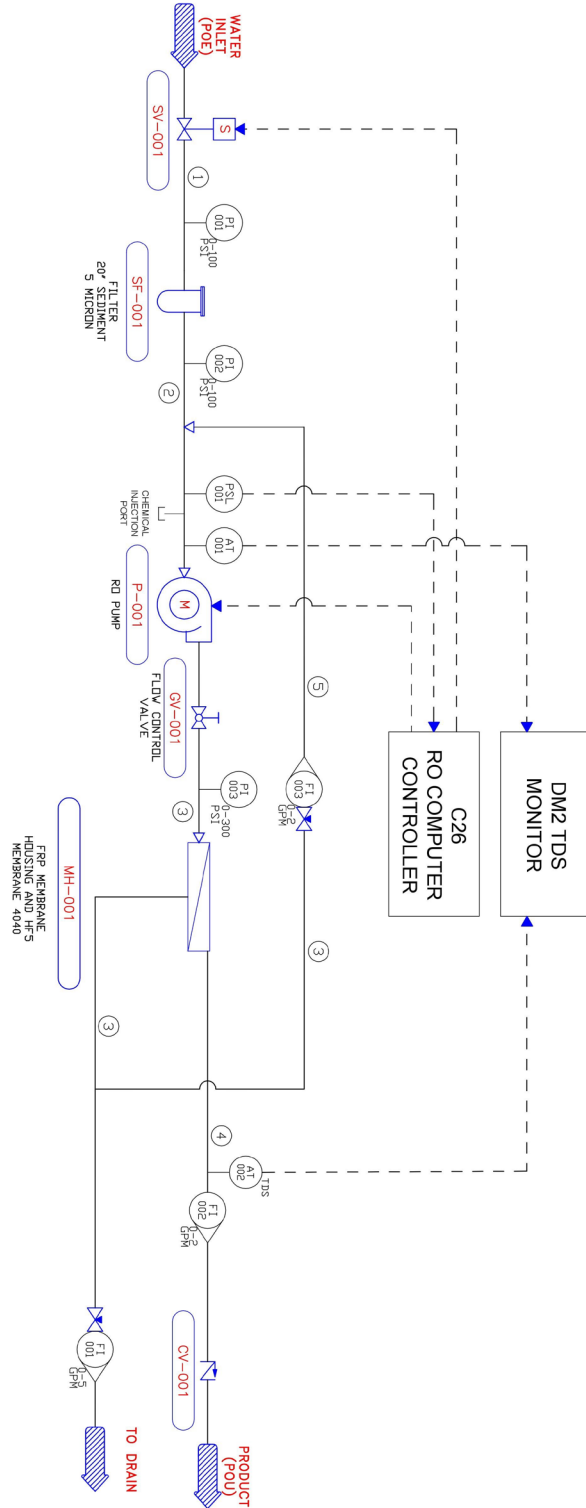 DM2 TDS
MONITOR
C26
RO COMPUTER
CONTROLLER
WATER
INLET
(POE)
S
SV-001
1
PI
001
0-100
PSI
SF-001
FILTER
20" SEDIMENT
5 MICRON
PI
002
0-100
PSI
2
PSL
001
CHEMICAL
INJECTION
PORT
AT
001
M
P-001
RO PUMP
GV-001
FLOW CONTROL
VALVE
PI
003
0-300
PSI
3
5
FI
003
0-2
GPM
3
MH-001
FRP MEMBRANE
HOUSING AND HF5
MEMBRANE 4040
3
4
AT
002
TDS
FI
002
0-2
GPM
CV-001
PRODUCT
(POU)
FI
001
0-5
GPM
TO DRAIN